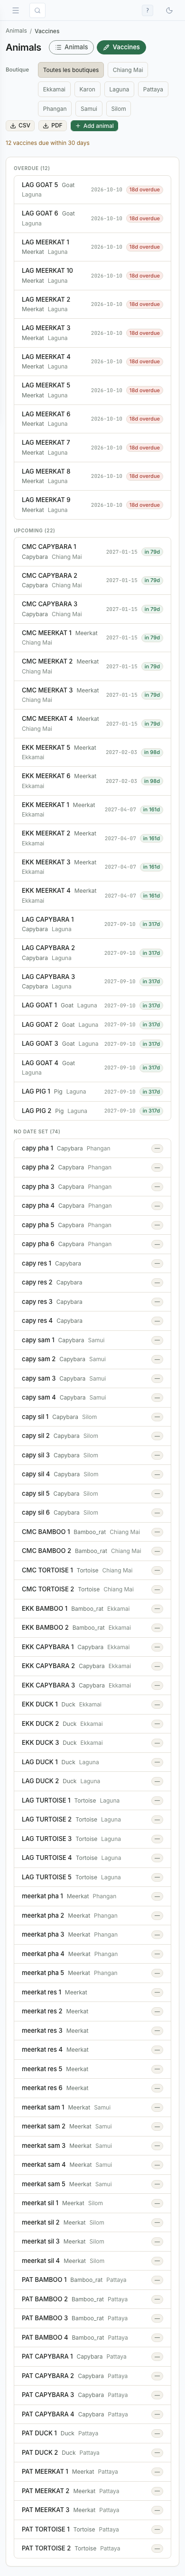 7
Animals / Vaccines
Animals
Animals
Vaccines
Boutique
Toutes les boutiques
Chiang Mai
Ekkamai
Karon
Laguna
Pattaya
Phangan
Samui
Silom
CSV
PDF
+ Add animal
12 vaccines due within 30 days
OVERDUE (12)
LAG GOAT 5 Goat
Laguna
2026-10-10 18d overdue
LAG GOAT 6 Goat
Laguna
2026-10-10 18d overdue
LAG MEERKAT 1
Meerkat Laguna
2026-10-10 18d overdue
LAG MEERKAT 10
Meerkat Laguna
2026-10-10 18d overdue
LAG MEERKAT 2
Meerkat Laguna
2026-10-10 18d overdue
LAG MEERKAT 3
Meerkat Laguna
2026-10-10 18d overdue
LAG MEERKAT 4
Meerkat Laguna
2026-10-10 18d overdue
LAG MEERKAT 5
Meerkat Laguna
2026-10-10 18d overdue
LAG MEERKAT 6
Meerkat Laguna
2026-10-10 18d overdue
LAG MEERKAT 7
Meerkat Laguna
2026-10-10 18d overdue
LAG MEERKAT 8
Meerkat Laguna
2026-10-10 18d overdue
LAG MEERKAT 9
Meerkat Laguna
2026-10-10 18d overdue
UPCOMING (22)
CMC CAPYBARA 1
Capybara Chiang Mai
2027-01-15 in 79d
CMC CAPYBARA 2
Capybara Chiang Mai
2027-01-15 in 79d
CMC CAPYBARA 3
Capybara Chiang Mai
2027-01-15 in 79d
CMC MEERKAT 1 Meerkat
Chiang Mai
2027-01-15 in 79d
CMC MEERKAT 2 Meerkat
Chiang Mai
2027-01-15 in 79d
CMC MEERKAT 3 Meerkat
Chiang Mai
2027-01-15 in 79d
CMC MEERKAT 4 Meerkat
Chiang Mai
2027-01-15 in 79d
EKK MEERKAT 5 Meerkat
Ekkamai
2027-02-03 in 98d
EKK MEERKAT 6 Meerkat
Ekkamai
2027-02-03 in 98d
EKK MEERKAT 1 Meerkat
Ekkamai
2027-04-07 in 161d
EKK MEERKAT 2 Meerkat
Ekkamai
2027-04-07 in 161d
EKK MEERKAT 3 Meerkat
Ekkamai
2027-04-07 in 161d
EKK MEERKAT 4 Meerkat
Ekkamai
2027-04-07 in 161d
LAG CAPYBARA 1
Capybara Laguna
2027-09-10 in 317d
LAG CAPYBARA 2
Capybara Laguna
2027-09-10 in 317d
LAG CAPYBARA 3
Capybara Laguna
2027-09-10 in 317d
LAG GOAT 1 Goat Laguna 2027-09-10 in 317d
LAG GOAT 2 Goat Laguna 2027-09-10 in 317d
LAG GOAT 3 Goat Laguna 2027-09-10 in 317d
LAG GOAT 4 Goat
Laguna
2027-09-10 in 317d
LAG PIG 1 Pig Laguna 2027-09-10 in 317d
LAG PIG 2 Pig Laguna 2027-09-10 in 317d
NO DATE SET (74)
capy pha 1 Capybara Phangan —
capy pha 2 Capybara Phangan —
capy pha 3 Capybara Phangan —
capy pha 4 Capybara Phangan —
capy pha 5 Capybara Phangan —
capy pha 6 Capybara Phangan —
capy res 1 Capybara —
capy res 2 Capybara —
capy res 3 Capybara —
capy res 4 Capybara —
capy sam 1 Capybara Samui —
capy sam 2 Capybara Samui —
capy sam 3 Capybara Samui —
capy sam 4 Capybara Samui —
capy sil 1 Capybara Silom —
capy sil 2 Capybara Silom —
capy sil 3 Capybara Silom —
capy sil 4 Capybara Silom —
capy sil 5 Capybara Silom —
capy sil 6 Capybara Silom —
CMC BAMBOO 1 Bamboo_rat Chiang Mai —
CMC BAMBOO 2 Bamboo_rat Chiang Mai —
CMC TORTOISE 1 Tortoise Chiang Mai —
CMC TORTOISE 2 Tortoise Chiang Mai —
EKK BAMBOO 1 Bamboo_rat Ekkamai —
EKK BAMBOO 2 Bamboo_rat Ekkamai —
EKK CAPYBARA 1 Capybara Ekkamai —
EKK CAPYBARA 2 Capybara Ekkamai —
EKK CAPYBARA 3 Capybara Ekkamai —
EKK DUCK 1 Duck Ekkamai —
EKK DUCK 2 Duck Ekkamai —
EKK DUCK 3 Duck Ekkamai —
LAG DUCK 1 Duck Laguna —
LAG DUCK 2 Duck Laguna —
LAG TURTOISE 1 Tortoise Laguna —
LAG TURTOISE 2 Tortoise Laguna —
LAG TURTOISE 3 Tortoise Laguna —
LAG TURTOISE 4 Tortoise Laguna —
LAG TURTOISE 5 Tortoise Laguna —
meerkat pha 1 Meerkat Phangan —
meerkat pha 2 Meerkat Phangan —
meerkat pha 3 Meerkat Phangan —
meerkat pha 4 Meerkat Phangan —
meerkat pha 5 Meerkat Phangan —
meerkat res 1 Meerkat —
meerkat res 2 Meerkat —
meerkat res 3 Meerkat —
meerkat res 4 Meerkat —
meerkat res 5 Meerkat —
meerkat res 6 Meerkat —
meerkat sam 1 Meerkat Samui —
meerkat sam 2 Meerkat Samui —
meerkat sam 3 Meerkat Samui —
meerkat sam 4 Meerkat Samui —
meerkat sam 5 Meerkat Samui —
meerkat sil 1 Meerkat Silom —
meerkat sil 2 Meerkat Silom —
meerkat sil 3 Meerkat Silom —
meerkat sil 4 Meerkat Silom —
PAT BAMBOO 1 Bamboo_rat Pattaya —
PAT BAMBOO 2 Bamboo_rat Pattaya —
PAT BAMBOO 3 Bamboo_rat Pattaya —
PAT BAMBOO 4 Bamboo_rat Pattaya —
PAT CAPYBARA 1 Capybara Pattaya —
PAT CAPYBARA 2 Capybara Pattaya —
PAT CAPYBARA 3 Capybara Pattaya —
PAT CAPYBARA 4 Capybara Pattaya —
PAT DUCK 1 Duck Pattaya —
PAT DUCK 2 Duck Pattaya —
PAT MEERKAT 1 Meerkat Pattaya —
PAT MEERKAT 2 Meerkat Pattaya —
PAT MEERKAT 3 Meerkat Pattaya —
PAT TORTOISE 1 Tortoise Pattaya —
PAT TORTOISE 2 Tortoise Pattaya —